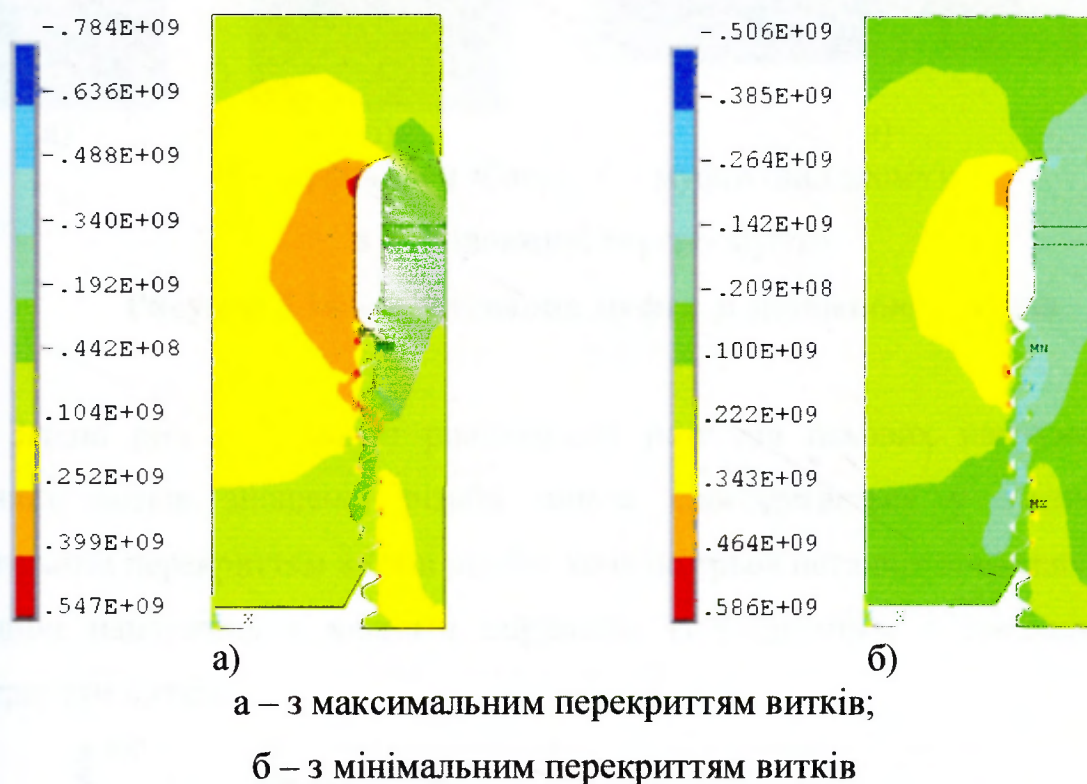 -.784E+09
-.636E+09
-.488E+09
-.340E+09
-.192E+09
-.442E+08
.104E+09
.252E+09
.399E+09
.547E+09
MN
X
а)
-.506E+09
-.385E+09
-.264E+09
-.142E+09
-.209E+08
.100E+09
.222E+09
.343E+09
.464E+09
.586E+09
MN
MX
X
б)
а – з максимальним перекриттям витків;
б – з мінімальним перекриттям витків